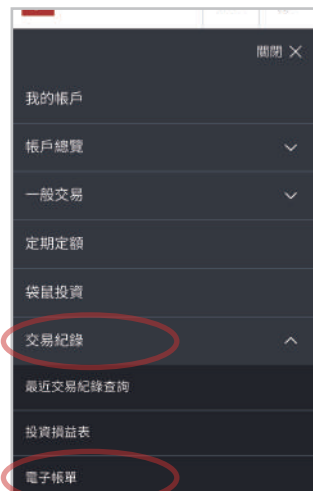 關閉 ×
我的帳戶
帳戶總覽
一般交易
定期定額
袋鼠投資
交易紀錄
最近交易紀錄查詢
投資損益表
電子帳單